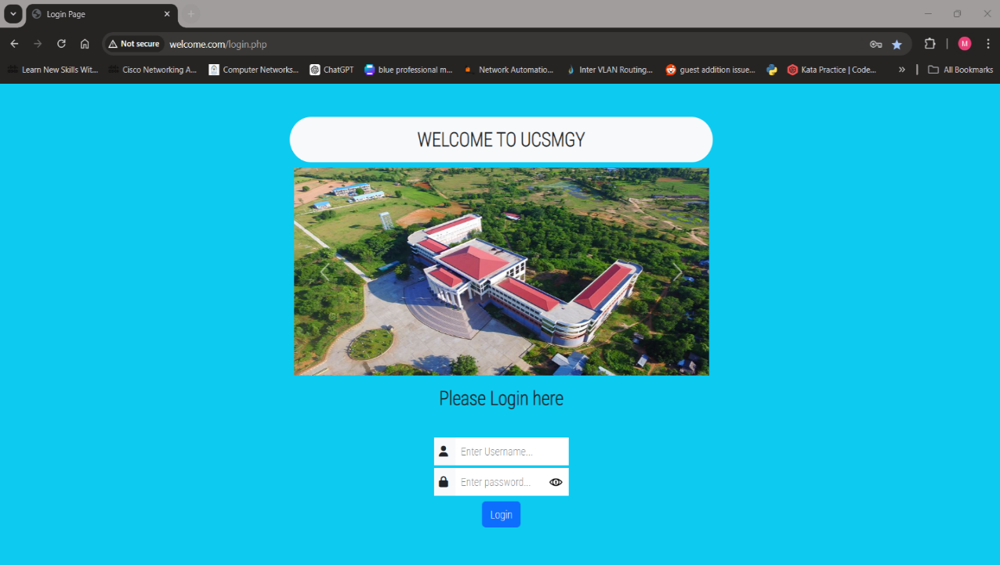 Login Page
Not secure welcome.com/login.php
M
Learn New Skills Wit... Cisco Networking A... Computer Networks... ChatGPT blue professional m... Network Automatio... Inter VLAN Routing... guest addition issue... Kata Practice | Code... » All Bookmarks
WELCOME TO UCSMGY
Please Login here
Enter Username...
Enter password...
Login